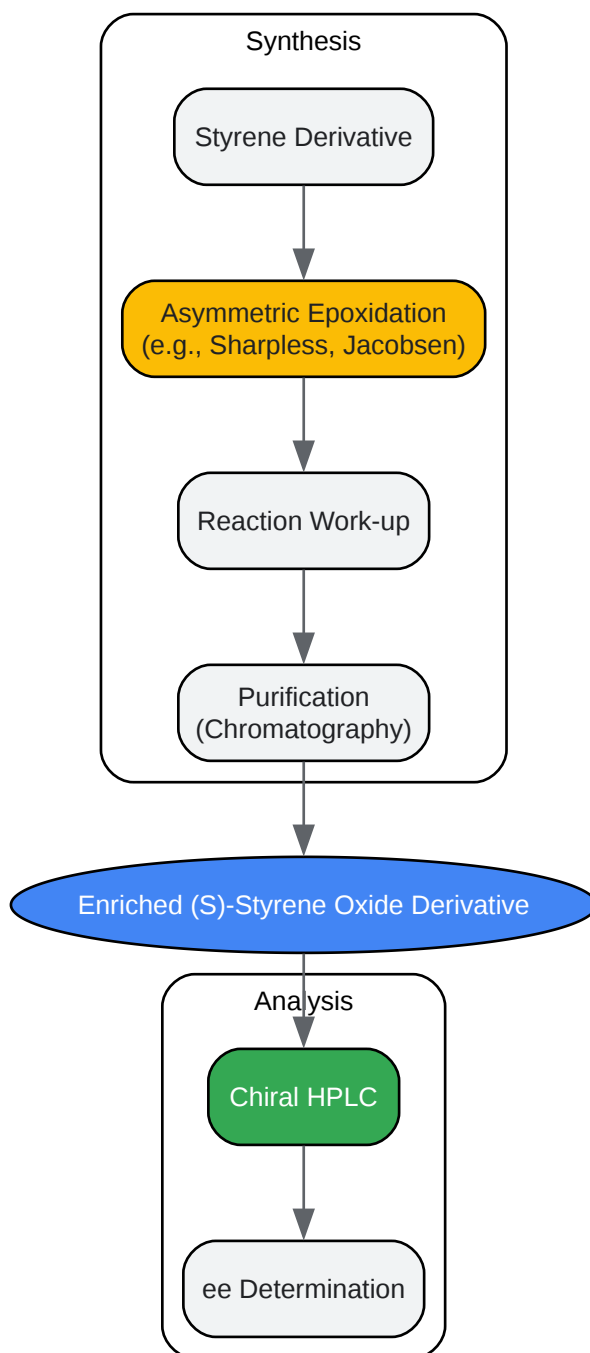 Synthesis
Styrene Derivative
Asymmetric Epoxidation
(e.g., Sharpless, Jacobsen)
Reaction Work-up
Purification
(Chromatography)
Enriched (S)-Styrene Oxide Derivative
Analysis
Chiral HPLC
ee Determination